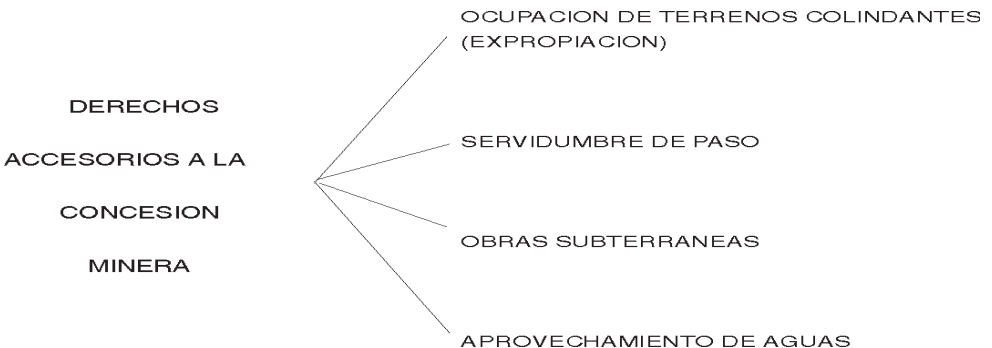 DERECHOS
ACCESORIOS A LA
CONCESION
MINERA
OCUPACION DE TERRENOS COLINDANTES
(EXPROPIACION)
SERVIDUMBRE DE PASO
OBRAS SUBTERRANEAS
APROVECHAMIENTO DE AGUAS